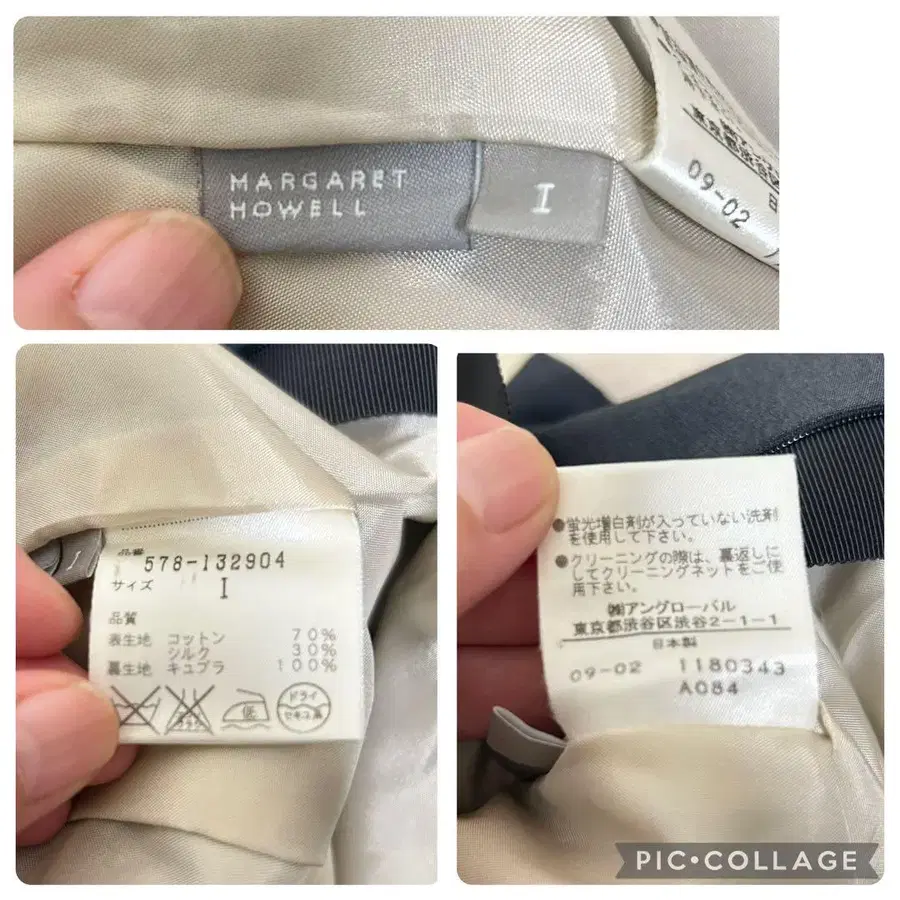 MARGARET
HOWELL
I
東京都渋谷区
09-02
I
品番
578-132904
サイズ
I
品質
表生地 コットン 70%
シルク 30%
裏生地 キュプラ 100%
低
ドライ
セキユ系
●蛍光増白剤が入っていない洗剤
を使用して下さい。
●クリーニングの際は、裏返しに
してクリーニングネットをご使
用下さい。
㈱アングローバル
東京都渋谷区渋谷2-1-1
日本製
09-02 1180343
A084
PIC•COLLAGE